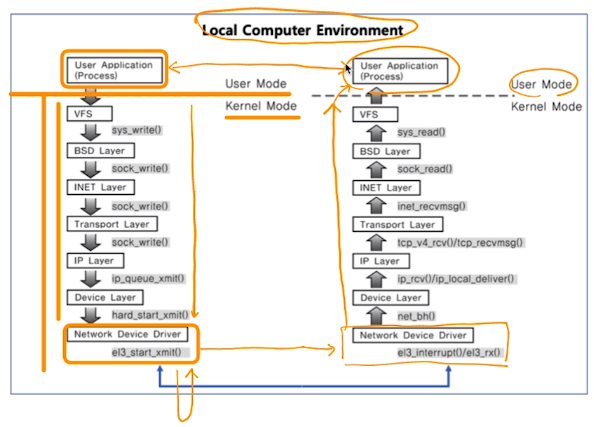 Local Computer Environment
User Application
(Process)
User Mode
Kernel Mode
VFS
sys_write()
BSD Layer
sock_write()
INET Layer
sock_write()
Transport Layer
sock_write()
IP Layer
ip_queue_xmit()
Device Layer
hard_start_xmit()
Network Device Driver
el3_start_xmit()
User Application
(Process)
User Mode
Kernel Mode
VFS
sys_read()
BSD Layer
sock_read()
INET Layer
inet_recvmsg()
Transport Layer
tcp_v4_rcv()/tcp_recvmsg()
IP Layer
ip_rcv()/ip_local_deliver()
Device Layer
net_bh()
Network Device Driver
el3_interrupt()/el3_rx()